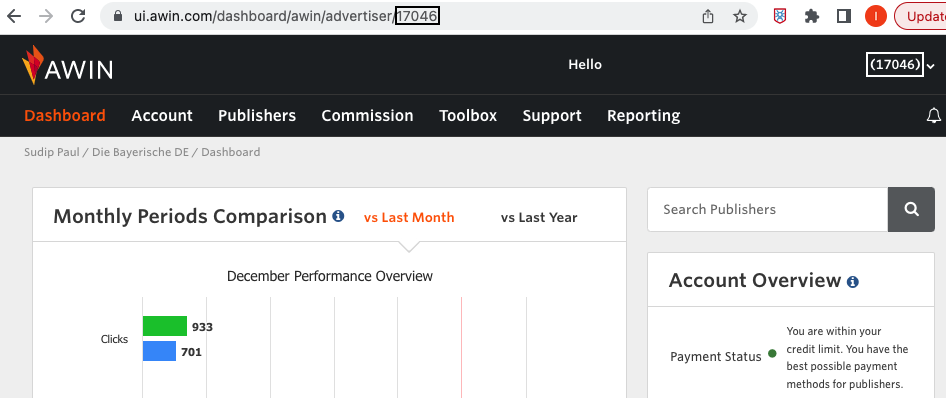 ui.awin.com/dashboard/awin/advertiser/17046
I
Update
AWIN
Hello
(17046)
Dashboard Account Publishers Commission Toolbox Support Reporting
Sudip Paul / Die Bayerische DE / Dashboard
Monthly Periods Comparison i vs Last Month vs Last Year
Search Publishers
December Performance Overview
Clicks
933
701
Account Overview i
Payment Status
You are within your
credit limit. You have the
best possible payment
methods for publishers.